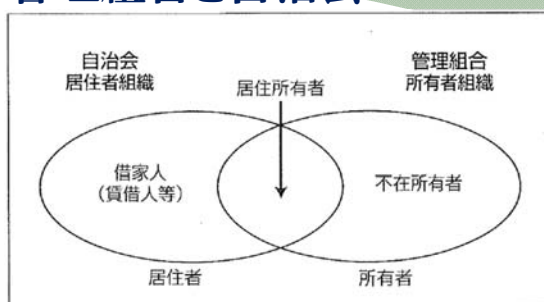 自治会
居住者組織
管理組合
所有者組織
居住所有者
借家人
(賃借人等)
不在所有者
居住者
所有者